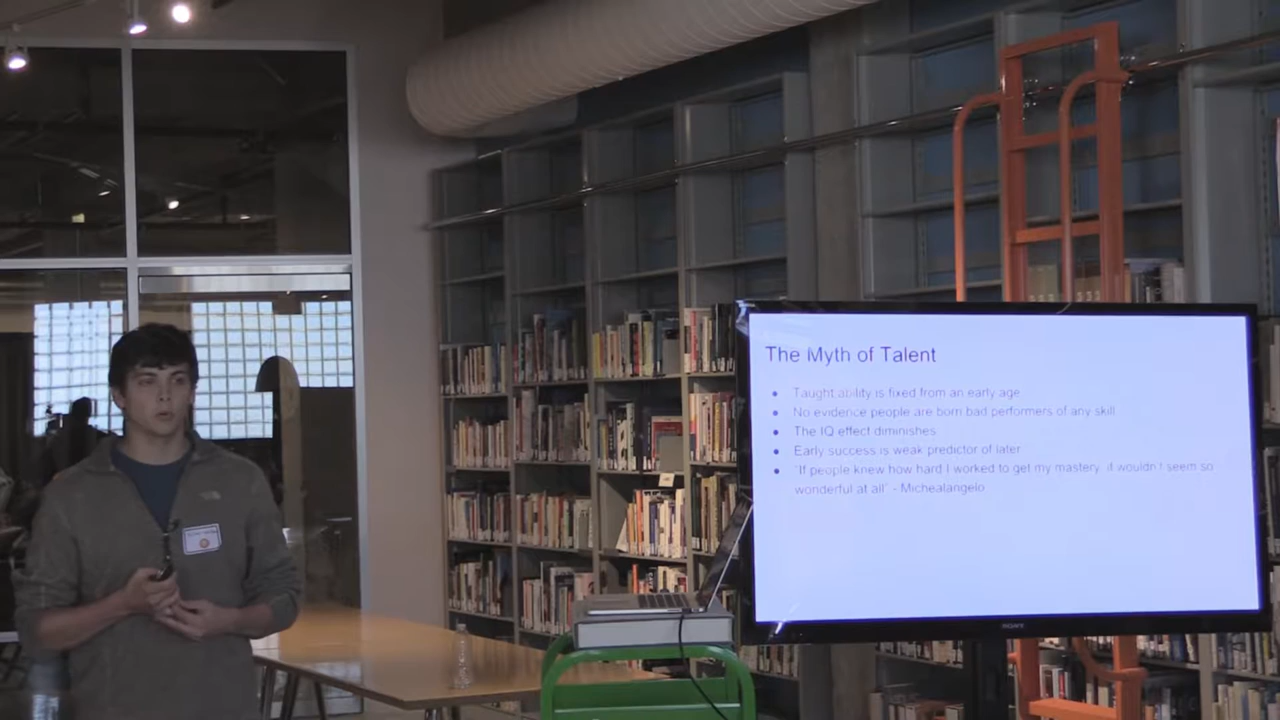 The Myth of Talent
Taught ability is fixed from an early age
No evidence people are born bad performers of any skill
The IQ effect diminishes
Early success is weak predictor of later
"If people knew how hard I worked to get my mastery, it wouldn't seem so
wonderful at all" - Michealangelo
SONY